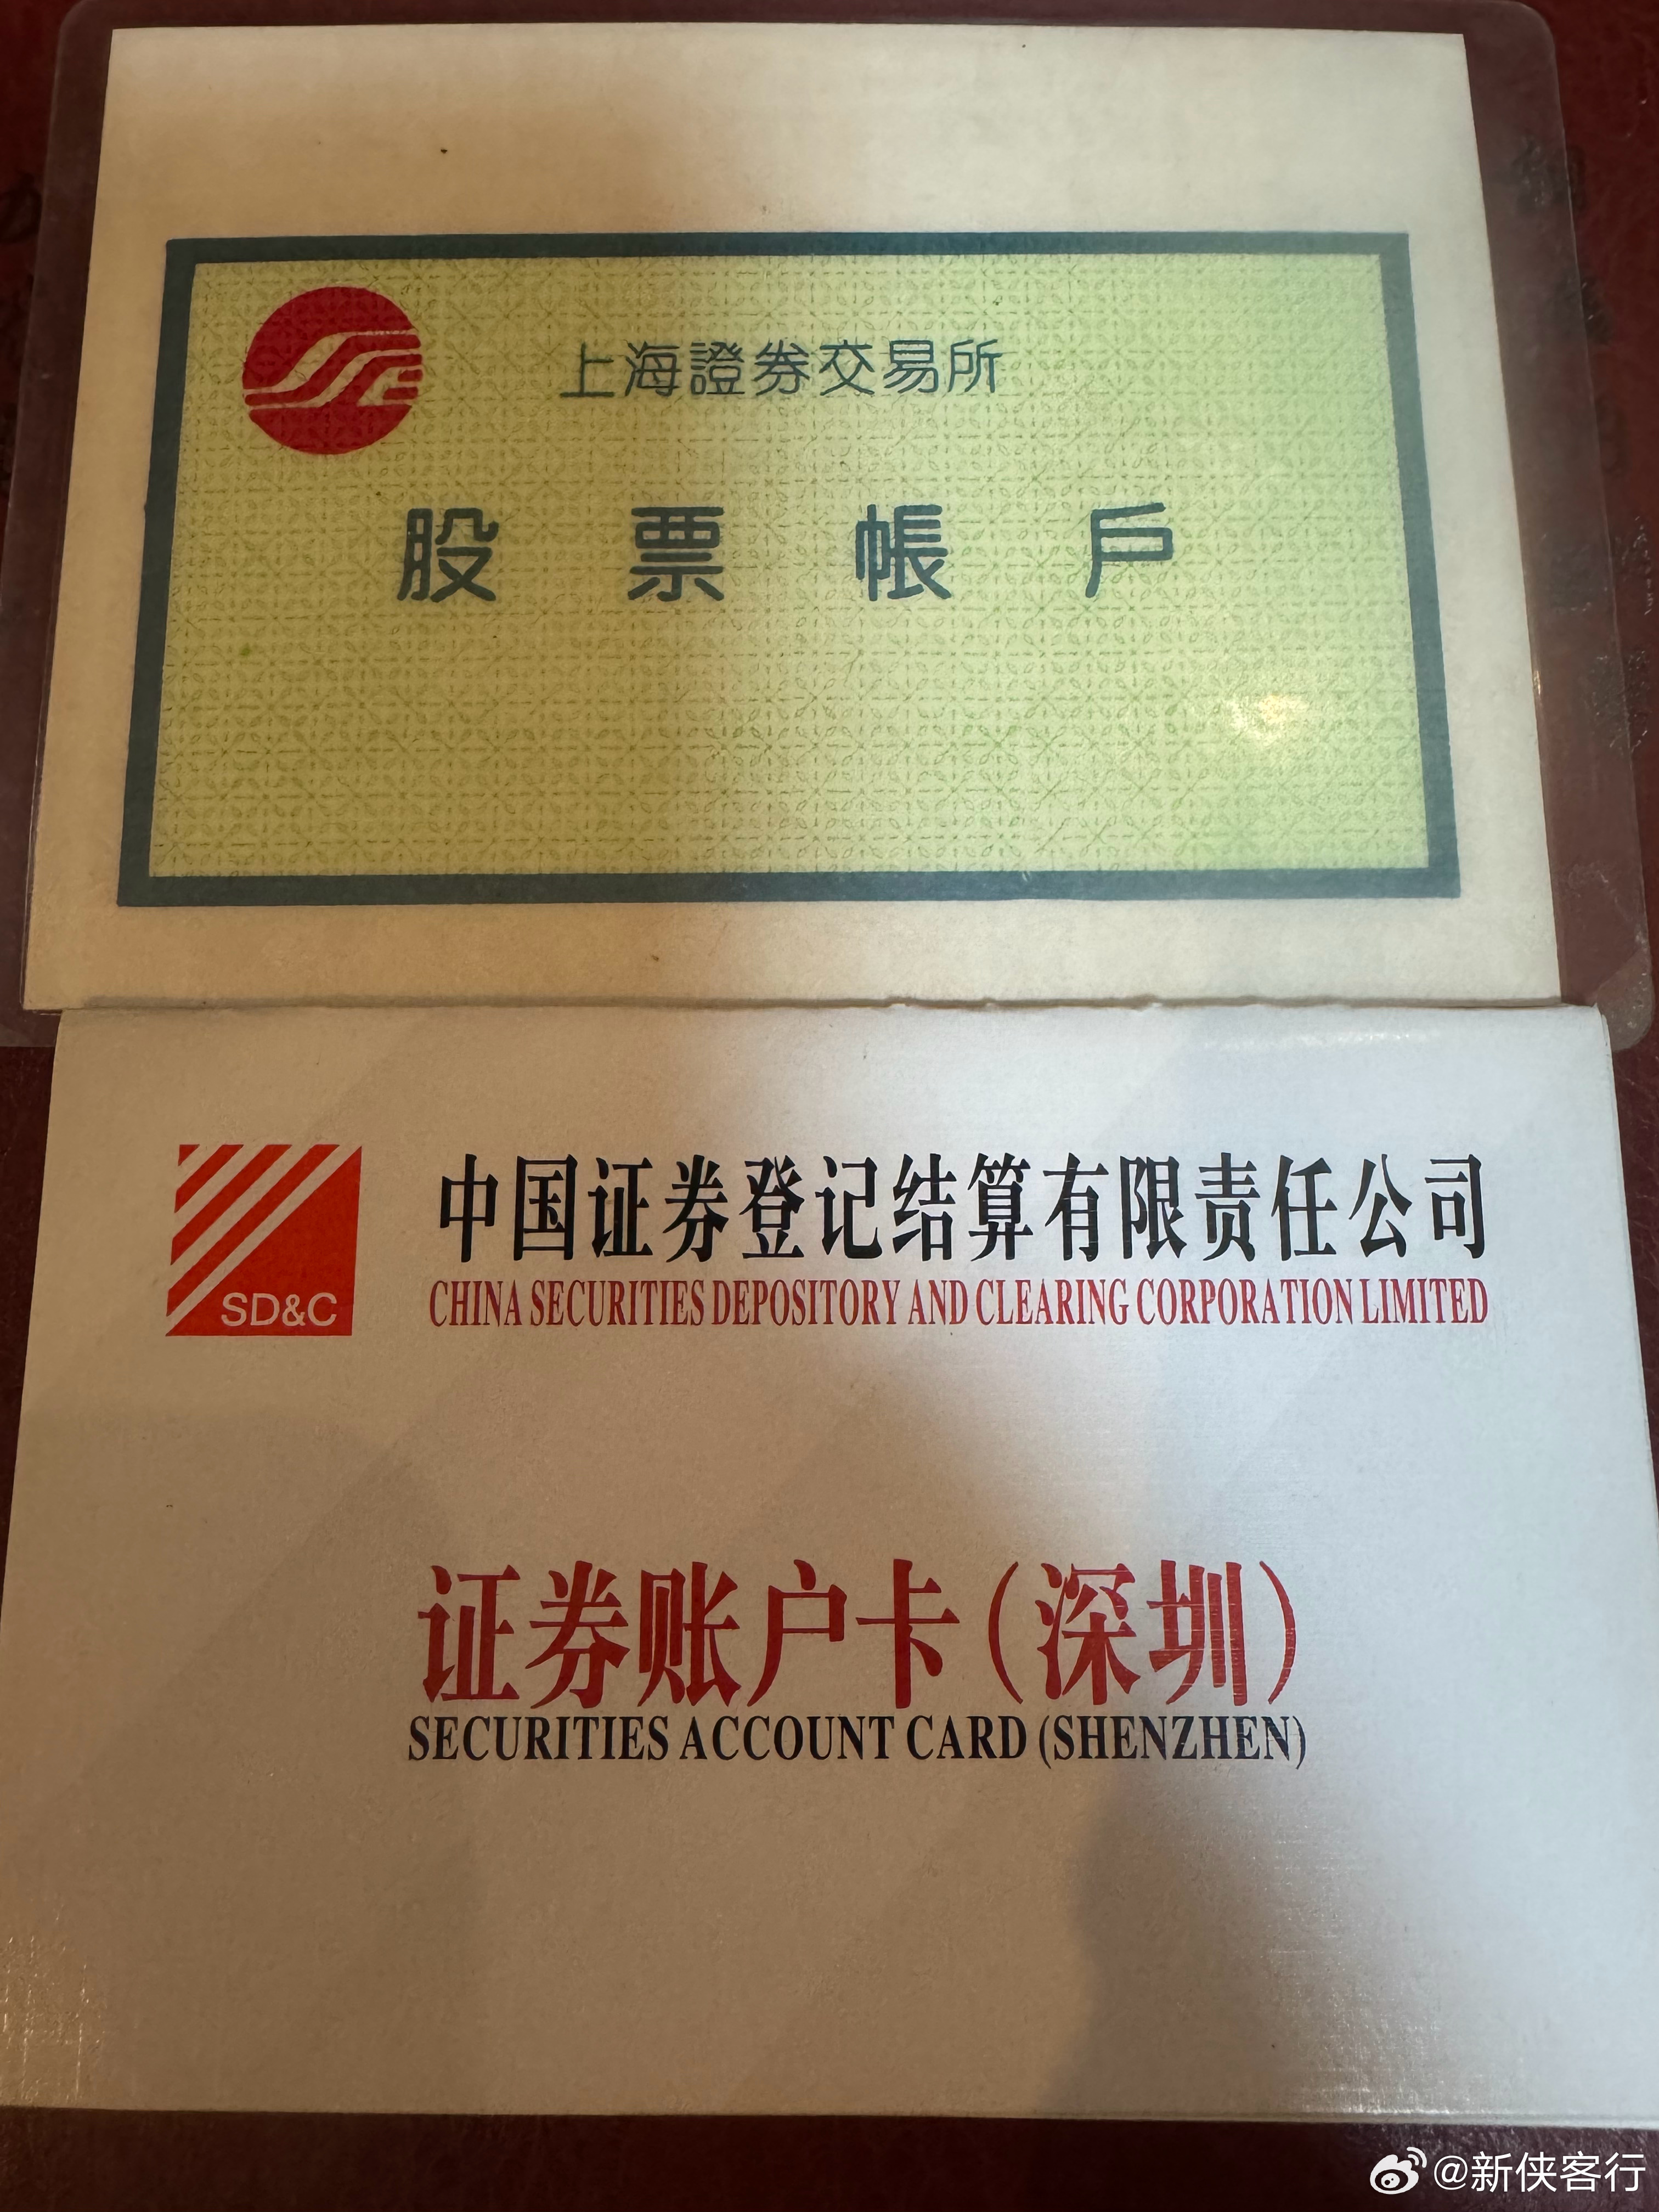 上海證券交易所
股票帳戶
中国证券登记结算有限责任公司
SD&C
CHINA SECURITIES DEPOSITORY AND CLEARING CORPORATION LIMITED
证券账户卡(深圳)
SECURITIES ACCOUNT CARD (SHENZHEN)
@新侠客行